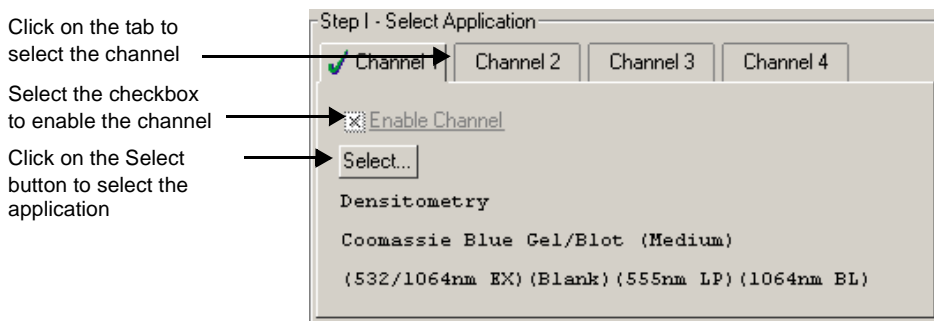 Click on the tab to
select the channel
Select the checkbox
to enable the channel
Click on the Select
button to select the
application
Step I - Select Application
Channel 1
Channel 2
Channel 3
Channel 4
Enable Channel
Select...
Densitometry
Coomassie Blue Gel/Blot (Medium)
(532/1064nm EX)(Blank)(555nm LP)(1064nm BL)